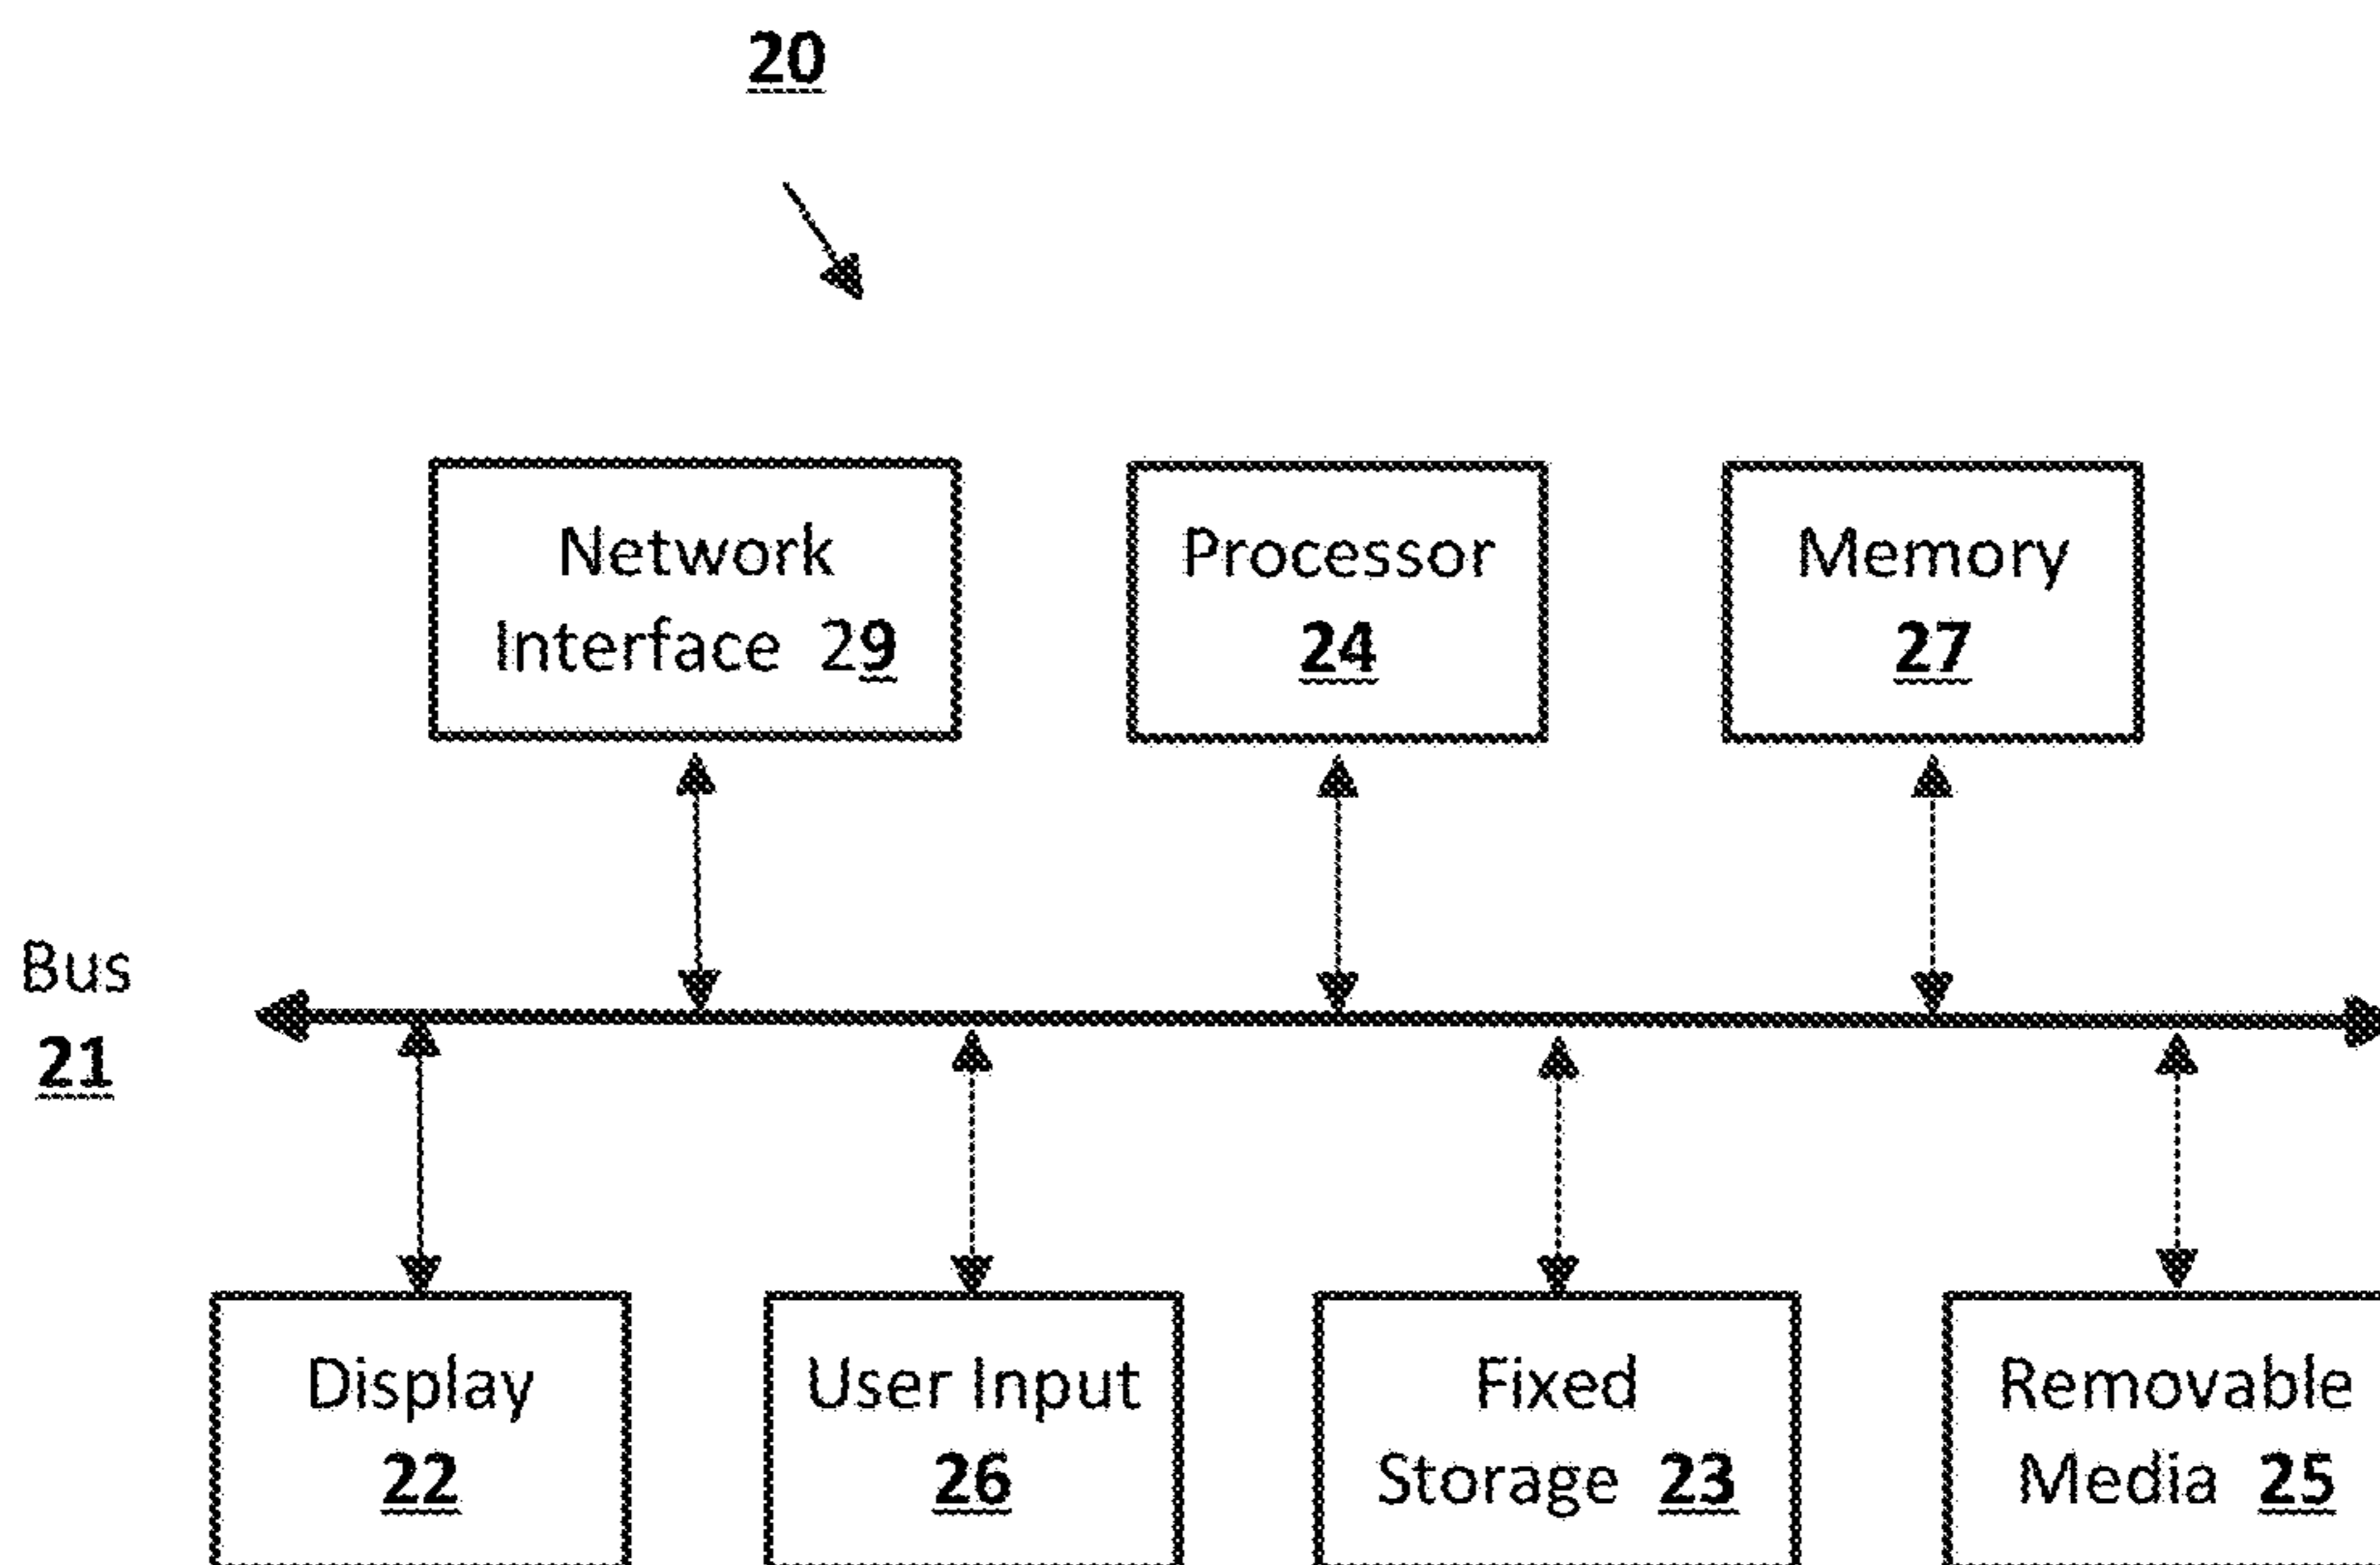 20
Network
Interface 29
Processor
24
Memory
27
Bus
21
Display
22
User Input
26
Fixed
Storage 23
Removable
Media 25